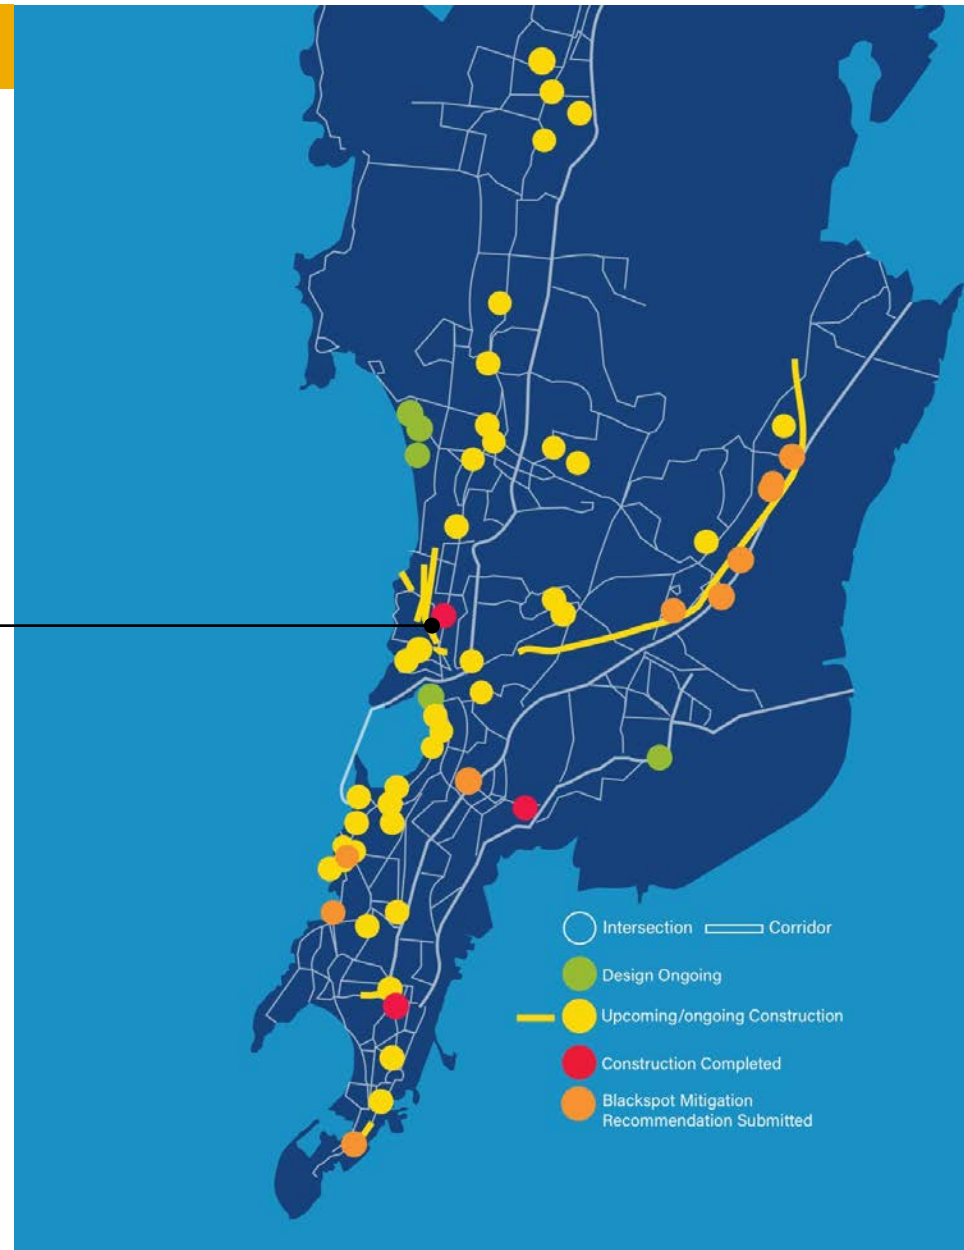 Intersection Corridor
Design Ongoing
Upcoming/ongoing Construction
Construction Completed
Blackspot Mitigation
Recommendation Submitted